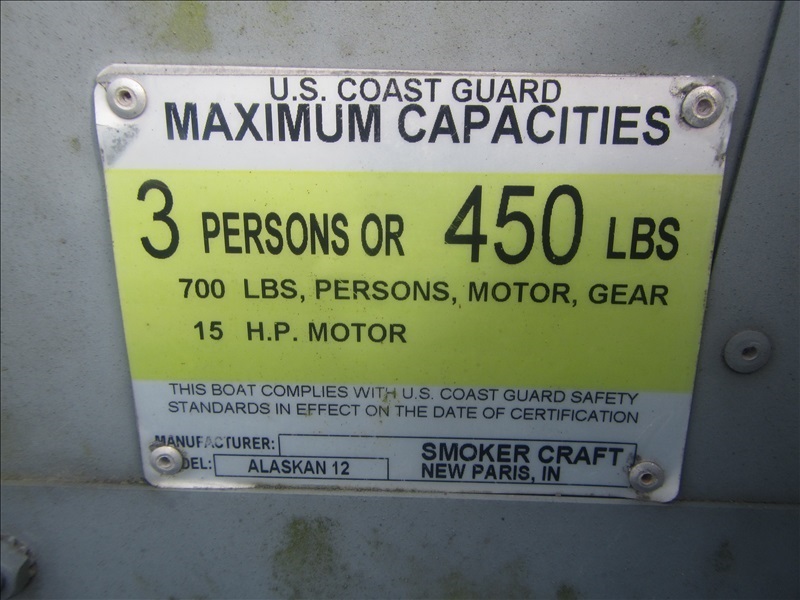 U.S. COAST GUARD
MAXIMUM CAPACITIES
3 PERSONS OR 450 LBS
700 LBS, PERSONS, MOTOR, GEAR
15 H.P. MOTOR
THIS BOAT COMPLIES WITH U.S. COAST GUARD SAFETY
STANDARDS IN EFFECT ON THE DATE OF CERTIFICATION
MANUFACTURER: SMOKER CRAFT
ALASKAN 12 NEW PARIS, IN